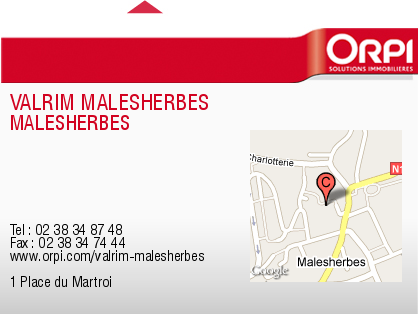 ORPI
SOLUTIONS IMMOBILIÈRES
VALRIM MALESHERBES
MALESHERBES
Charlotterie
N1
C
Malesherbes
Google
Tel : 02 38 34 87 48
Fax : 02 38 34 74 44
www.orpi.com/valrim-malesherbes
1 Place du Martroi